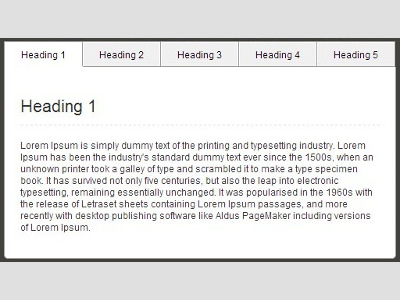 Heading 1 Heading 2 Heading 3 Heading 4 Heading 5
Heading 1
Lorem Ipsum is simply dummy text of the printing and typesetting industry. Lorem
Ipsum has been the industry's standard dummy text ever since the 1500s, when an
unknown printer took a galley of type and scrambled it to make a type specimen
book. It has survived not only five centuries, but also the leap into electronic
typesetting, remaining essentially unchanged. It was popularised in the 1960s with
the release of Letraset sheets containing Lorem Ipsum passages, and more
recently with desktop publishing software like Aldus PageMaker including versions
of Lorem Ipsum.